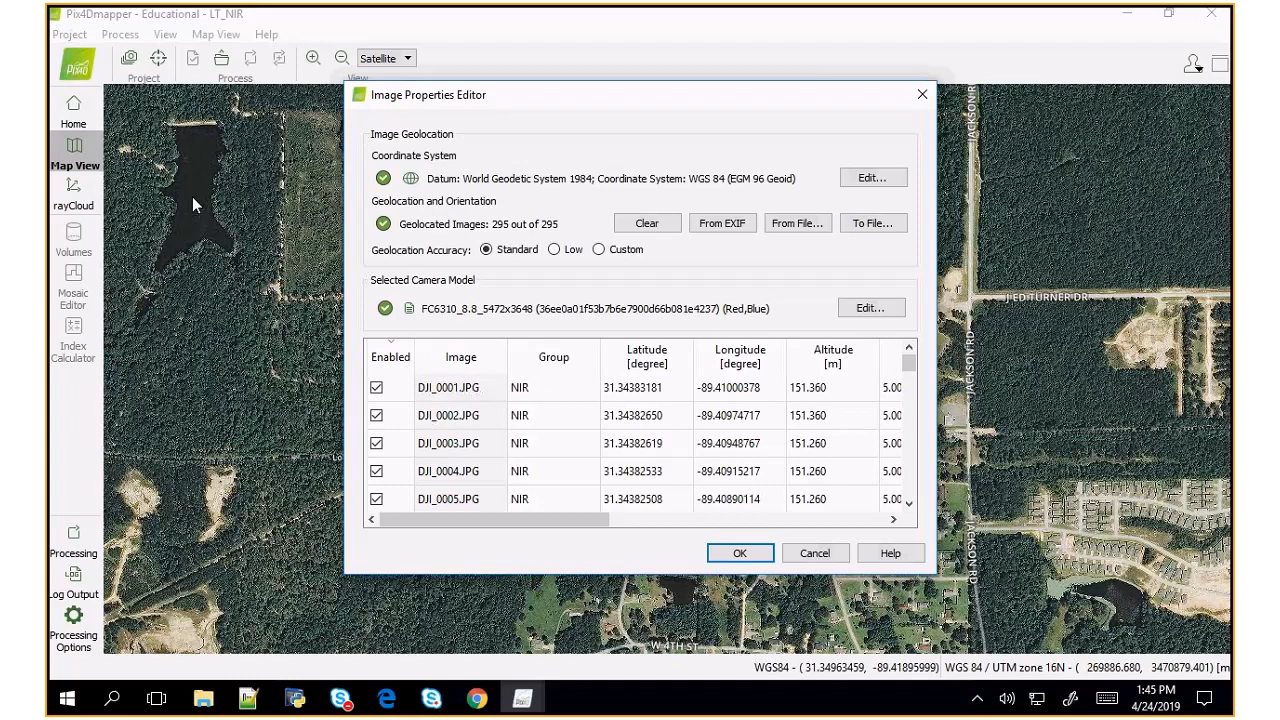 Pix4Dmapper - Educational - LT_NIR
Project Process View Map View Help
PIX4D
Satellite
Project Process View
Image Properties Editor
Home
Map View
rayCloud
Volumes
Mosaic
Editor
Index
Calculator
Processing
Log Output
Processing
Options
Image Geolocation
Coordinate System
Datum: World Geodetic System 1984; Coordinate System: WGS 84 (EGM 96 Geoid) Edit...
Geolocation and Orientation
Geolocated Images: 295 out of 295 Clear From EXIF From File... To File...
Geolocation Accuracy: Standard Low Custom
Selected Camera Model
FC6310_8.8_5472x3648 (36ee0a01f53b7b6e7900d66b081e4237) (Red,Blue) Edit...
Enabled Image Group Latitude [degree] Longitude [degree] Altitude [m]
DJI_0001.JPG NIR 31.34383181 -89.41000378 151.360 5.00
DJI_0002.JPG NIR 31.34382650 -89.40974717 151.360 5.00
DJI_0003.JPG NIR 31.34382619 -89.40948767 151.260 5.00
DJI_0004.JPG NIR 31.34382533 -89.40915217 151.260 5.00
DJI_0005.JPG NIR 31.34382508 -89.40890114 151.260 5.00
OK Cancel Help
JACKSON R
J ED TURNER DR
JACKSON RD
JACKSON RD
W 4TH ST
Lo
WGS84 - ( 31.34963459, -89.41895999) WGS 84 / UTM zone 16N - ( 269886.680, 3470879.401) [m
LOG
1:45 PM
4/24/2019